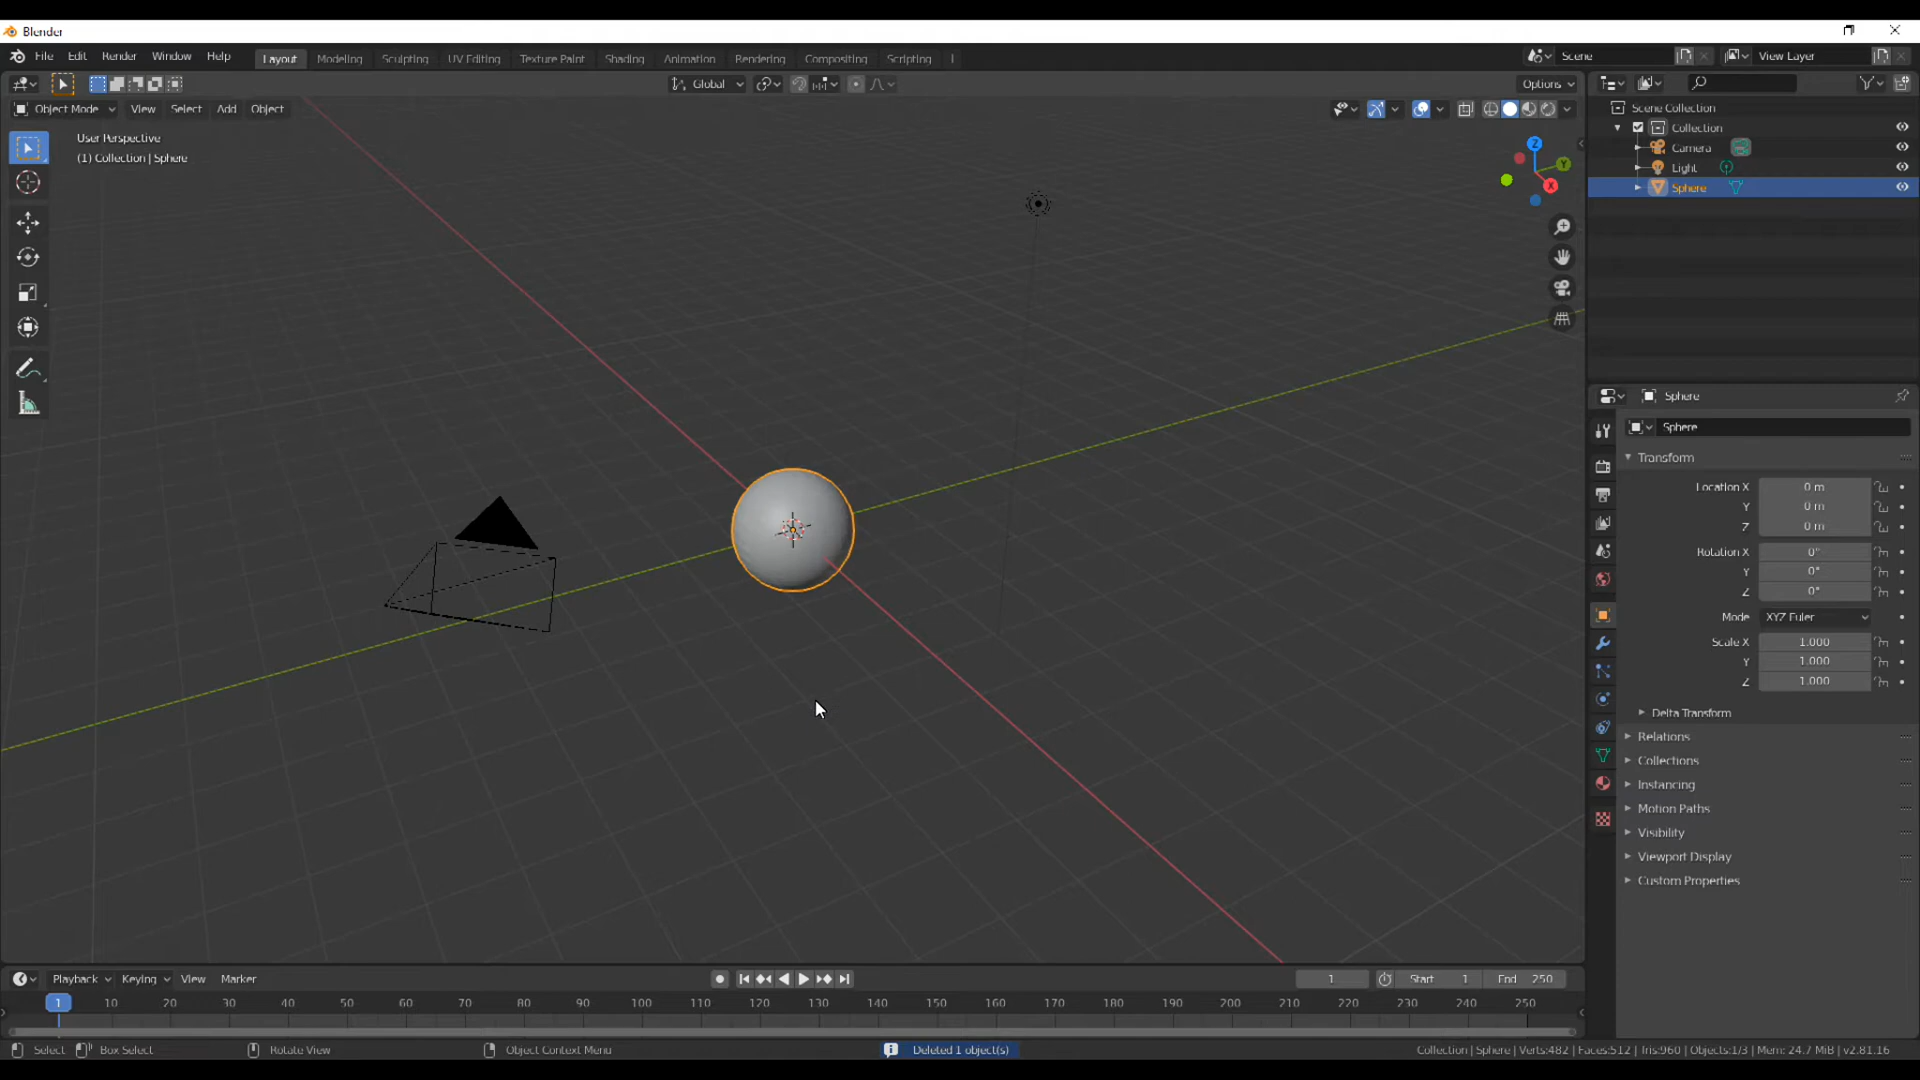 Blender
File Edit Render Window Help Layout Modeling Sculpting UV Editing Texture Paint Shading Animation Rendering Compositing Scripting Scene View Layer
Global Options
Object Mode View Select Add Object
User Perspective
(1) Collection | Sphere
Z
Y
X
Scene Collection
Collection
Camera
Light
Sphere
Sphere
Sphere
Transform
Location X 0 m
Y 0 m
Z 0 m
Rotation X 0°
Y 0°
Z 0°
Mode XYZ Euler
Scale X 1.000
Y 1.000
Z 1.000
Delta Transform
Relations
Collections
Instancing
Motion Paths
Visibility
Viewport Display
Custom Properties
Playback Keying View Marker 1 Start 1 End 250
1 10 20 30 40 50 60 70 80 90 100 110 120 130 140 150 160 170 180 190 200 210 220 230 240 250
Select Box Select Rotate View Object Context Menu Deleted 1 object(s) Collection | Sphere | Verts:482 | Faces:512 | Tris:960 | Objects:1/3 | Mem: 24.7 MiB | v2.81.16